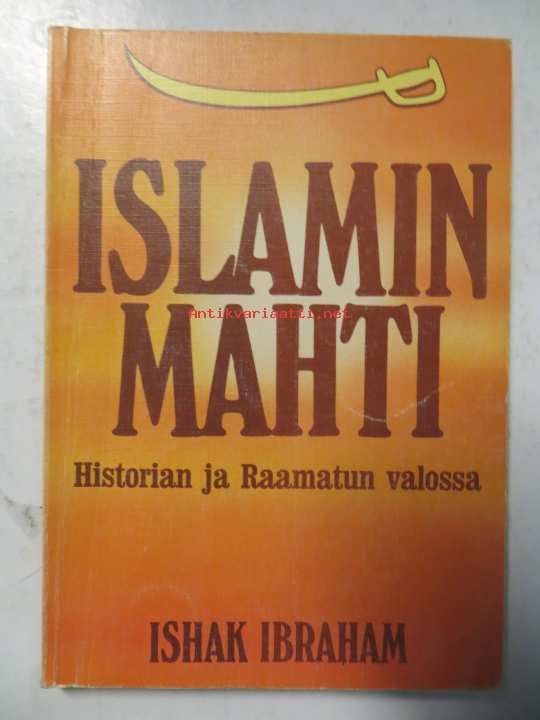 ISLAMIN
Antikvariaatti.net
MAHTI
Historian ja Raamatun valossa
ISHAK IBRAHAM